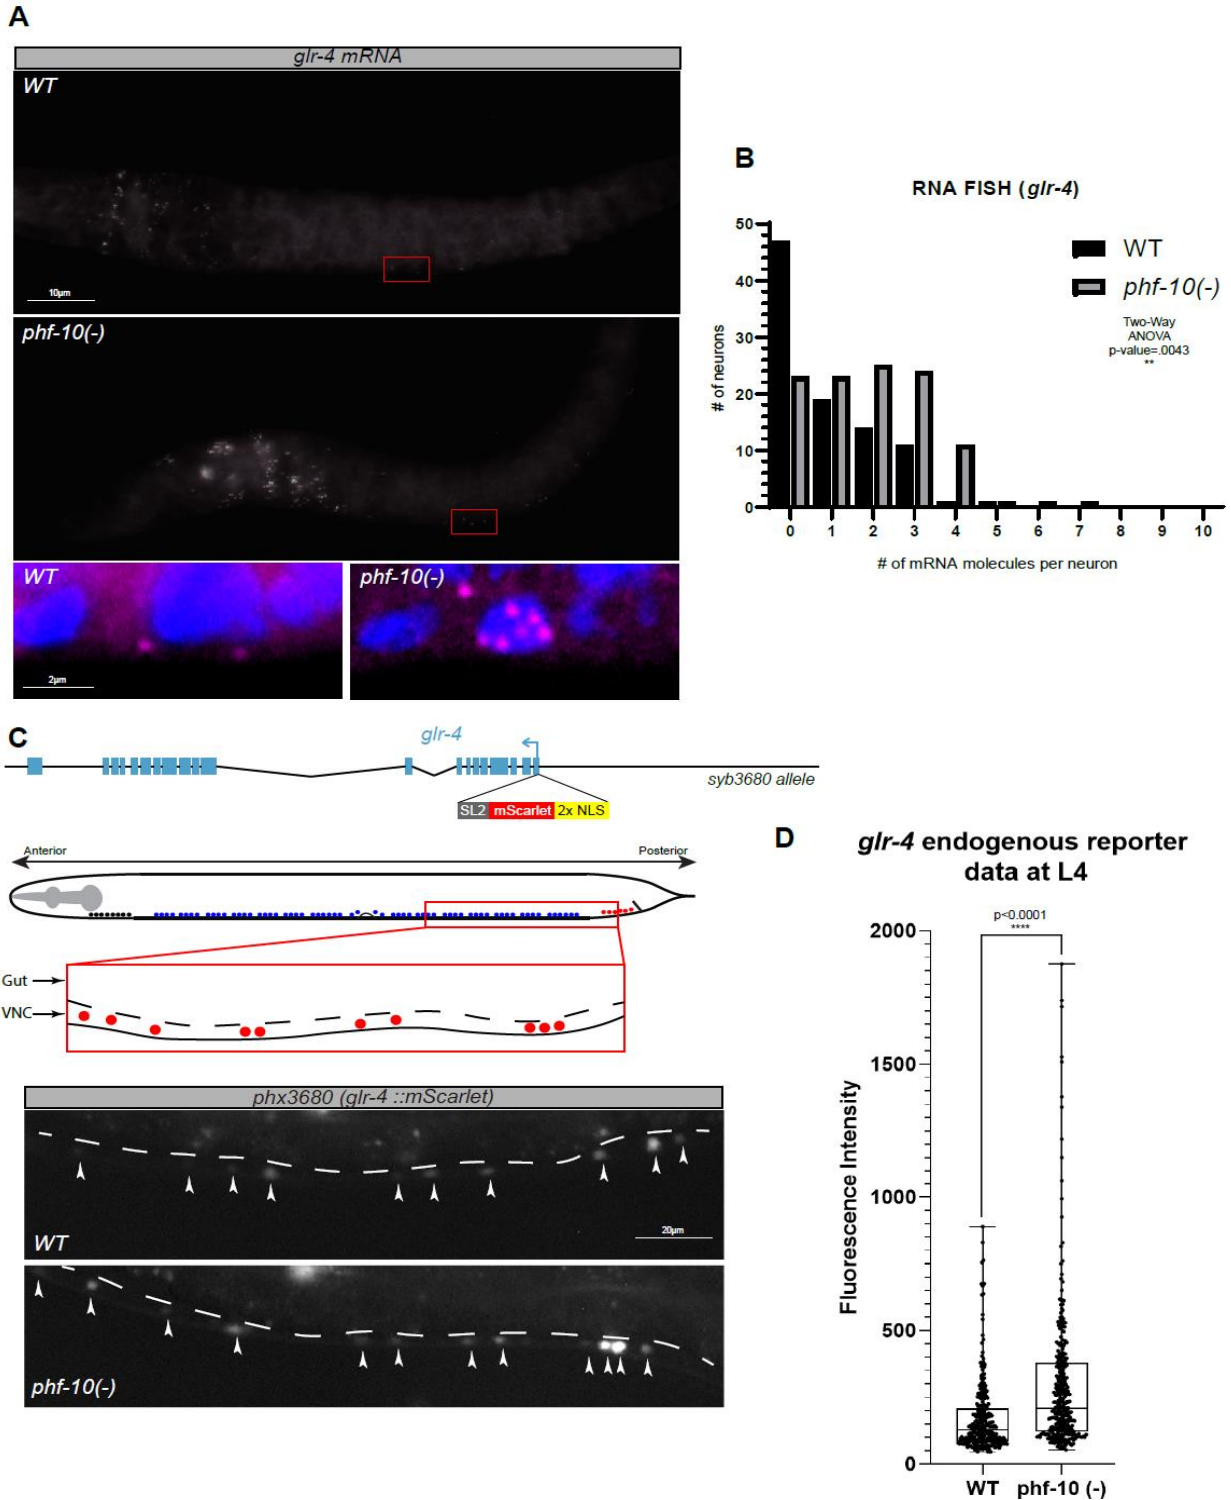 A
glr-4 mRNA
WT
10μm
phf-10(-)
WT
phf-10(-)
2μm
B
RNA FISH (glr-4)
50
40
30
20
10
0
# of neurons
WT
phf-10(-)
Two-Way
ANOVA
p-value=.0043
**
0 1 2 3 4 5 6 7 8 9 10
# of mRNA molecules per neuron
C
glr-4
syb3680 allele
SL2 mScarlet 2x NLS
Anterior
Posterior
Gut
VNC
phx3680 (glr-4 ::mScarlet)
WT
20μm
phf-10(-)
D
glr-4 endogenous reporter
data at L4
p<0.0001
****
2000
1500
1000
500
0
Fluorescence Intensity
WT phf-10 (-)